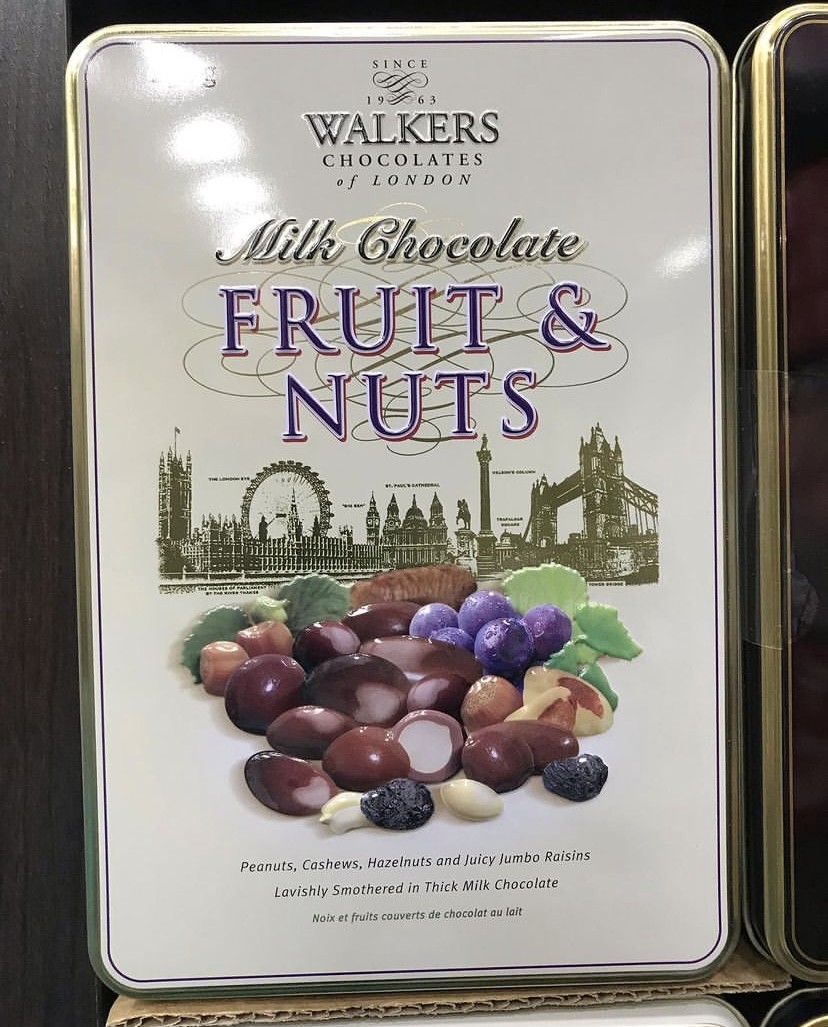 SINCE
1963
WALKERS
CHOCOLATES
of LONDON
Milk Chocolate
FRUIT &
NUTS
THE LONDON EYE
"BIG BEN"
ST. PAUL'S CATHEDRAL
NELSON'S COLUMN
TRAFALGAR
SQUARE
THE HOUSES OF PARLIAMENT
BY THE RIVER THAMES
TOWER BRIDGE
Peanuts, Cashews, Hazelnuts and Juicy Jumbo Raisins
Lavishly Smothered in Thick Milk Chocolate
Noix et fruits couverts de chocolat au lait